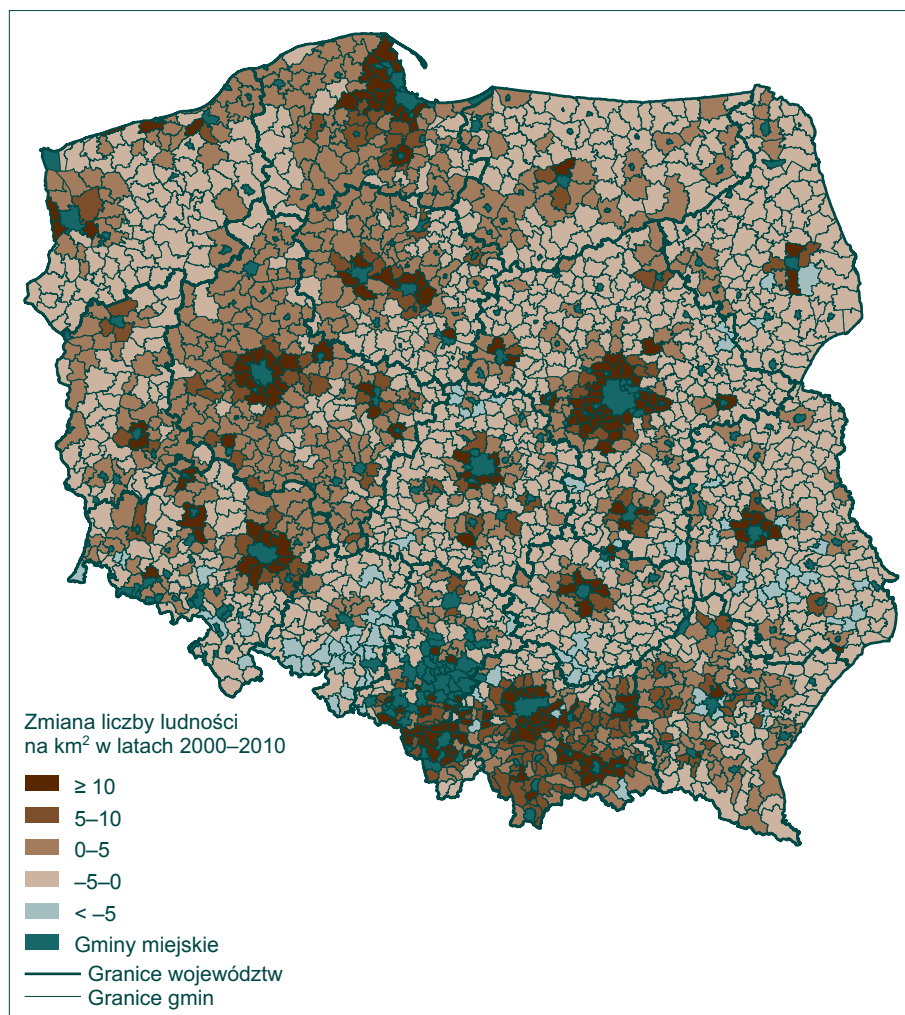 Zmiana liczby ludności
na km² w latach 2000–2010
≥ 10
5–10
0–5
–5–0
< –5
Gminy miejskie
Granice województw
Granice gmin